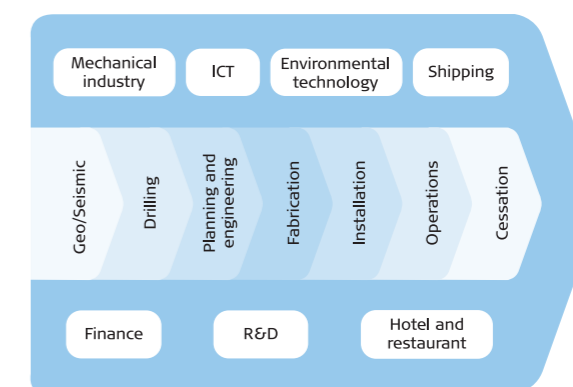 Mechanical
industry
ICT
Environmental
technology
Shipping
Geo/Seismic
Drilling
Planning and
engineering
Fabrication
Installation
Operations
Cessation
Finance
R&D
Hotel and
restaurant